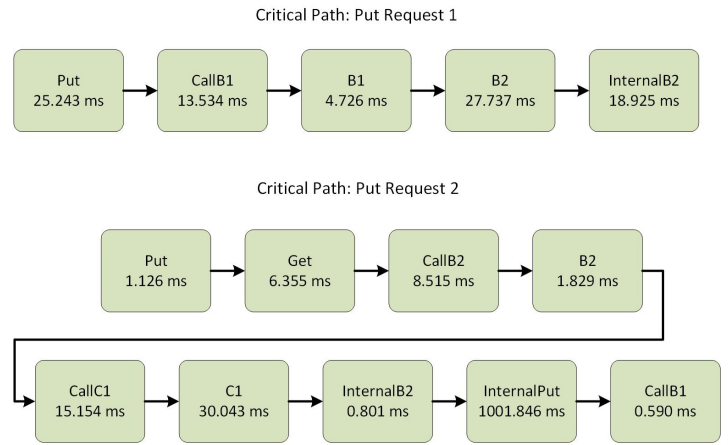 Critical Path: Put Request 1
Put
25.243 ms
CallB1
13.534 ms
B1
4.726 ms
B2
27.737 ms
InternalB2
18.925 ms
Critical Path: Put Request 2
Put
1.126 ms
Get
6.355 ms
CallB2
8.515 ms
B2
1.829 ms
CallC1
15.154 ms
C1
30.043 ms
InternalB2
0.801 ms
InternalPut
1001.846 ms
CallB1
0.590 ms